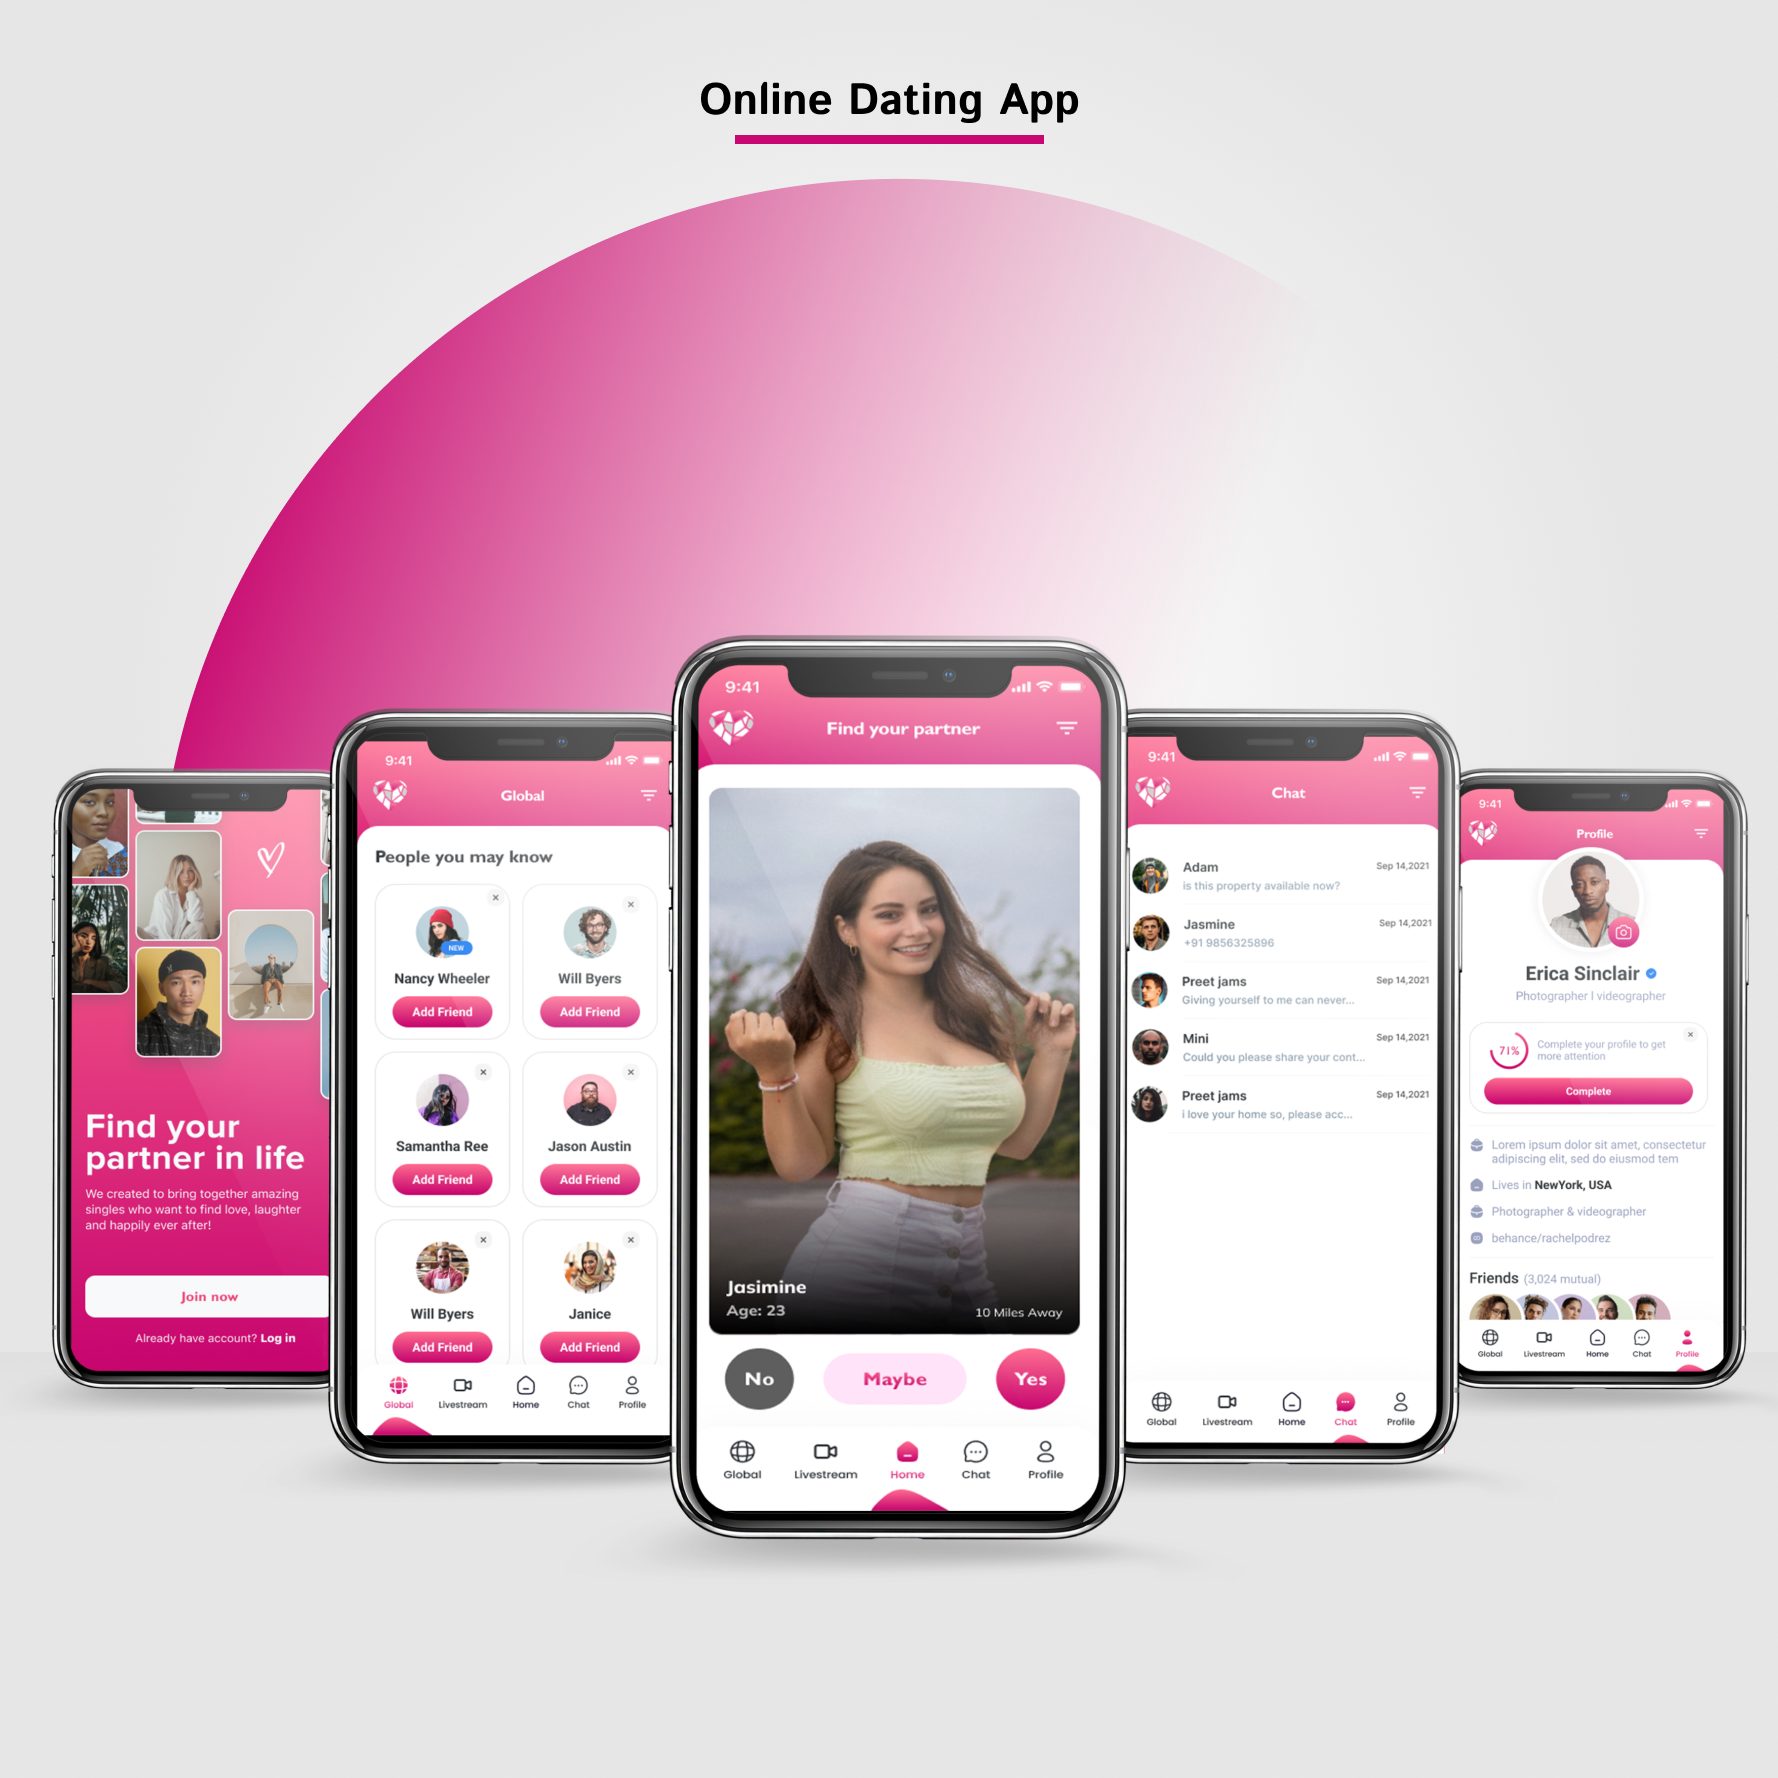 Online Dating App
Find your
partner in life
We created to bring together amazing
singles who want to find love, laughter
and happily ever after!
Join now
Already have account? Log in
9:41
Global
People you may know
NEW
Nancy Wheeler
Add Friend
Will Byers
Add Friend
Samantha Ree
Add Friend
Jason Austin
Add Friend
Will Byers
Add Friend
Janice
Add Friend
Global
Livestream
Home
Chat
Profile
9:41
Find your partner
Jasimine
Age: 23
10 Miles Away
No
Maybe
Yes
Global
Livestream
Home
Chat
Profile
9:41
Chat
Adam
Sep 14,2021
is this property available now?
Jasmine
Sep 14,2021
+91 9856325896
Preet jams
Sep 14,2021
Giving yourself to me can never...
Mini
Sep 14,2021
Could you please share your cont...
Preet jams
Sep 14,2021
i love your home so, please acc...
Global
Livestream
Home
Chat
Profile
9:41
Profile
Erica Sinclair
Photographer l videographer
71%
Complete your profile to get
more attention
Complete
Lorem ipsum dolor sit amet, consectetur
adipiscing elit, sed do eiusmod tem
Lives in NewYork, USA
Photographer & videographer
behance/rachelpodrez
Friends (3,024 mutual)
Global
Livestream
Home
Chat
Profile